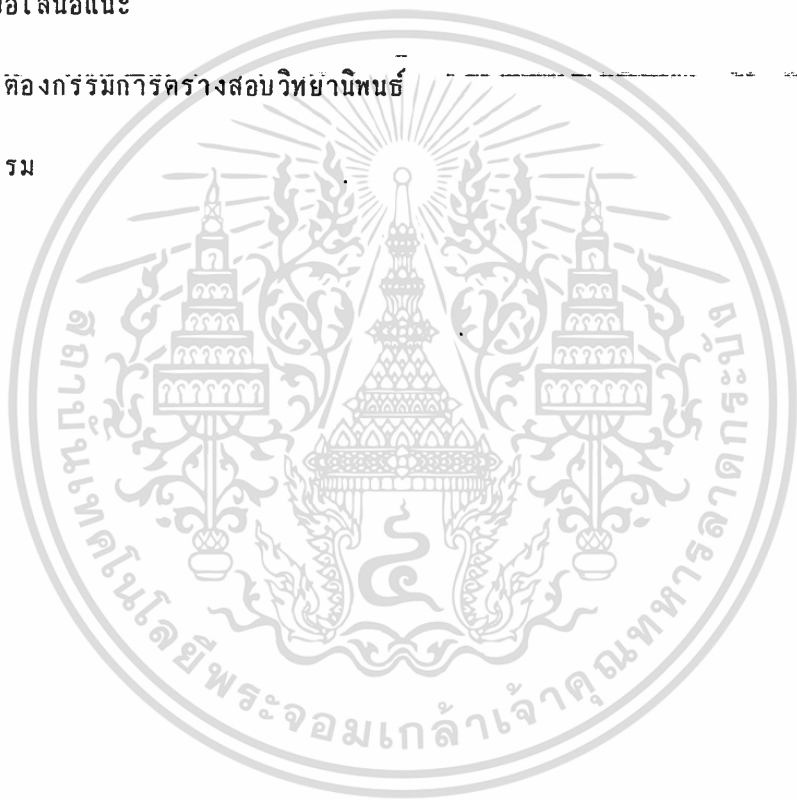 ข้อเสนอแนะ
ของกรรมการตรวจสอบวิทยานิพนธ์
รม
สถาบันเทคโนโลยีพระจอมเกล้าเจ้าคุณทหารลาดกระบัง
๔